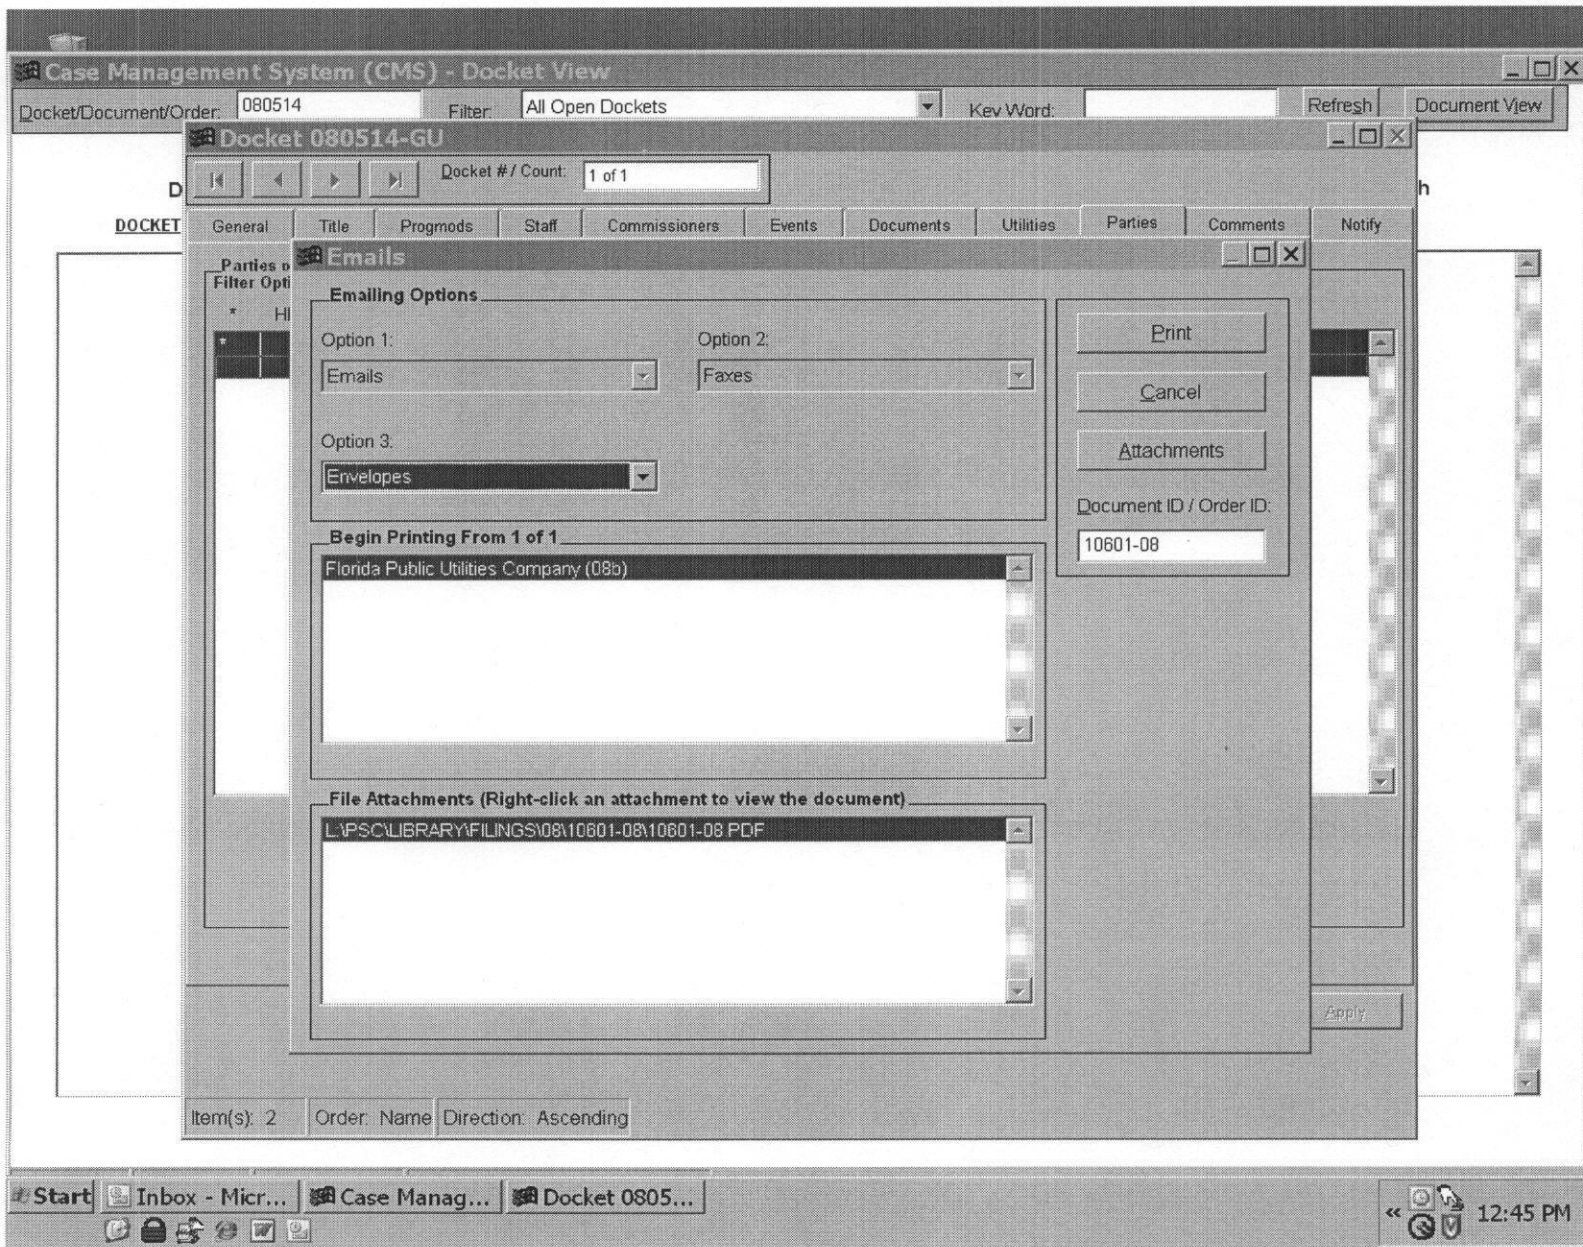 Case Management System (CMS) - Docket View
Docket/Document/Order: 080514 Filter: All Open Dockets Key Word: Refresh Document View
Docket 080514-GU
Docket # / Count: 1 of 1
DOCKET
General Title Progmods Staff Commissioners Events Documents Utilities Parties Comments Notify
Parties
Emails
Filter
Emailing Options
Option 1: Option 2:
Emails Faxes
Option 3.
Envelopes
Print
Cancel
Attachments
Document ID / Order ID:
10601-08
Begin Printing From 1 of 1
Florida Public Utilities Company (08b)
File Attachments (Right-click an attachment to view the document)
L:\PSC\LIBRARY\FILINGS\08\10601-08\10601-08.PDF
Apply
Item(s): 2 Order: Name Direction: Ascending
Start Inbox - Micr... Case Manag... Docket 0805... « 12:45 PM